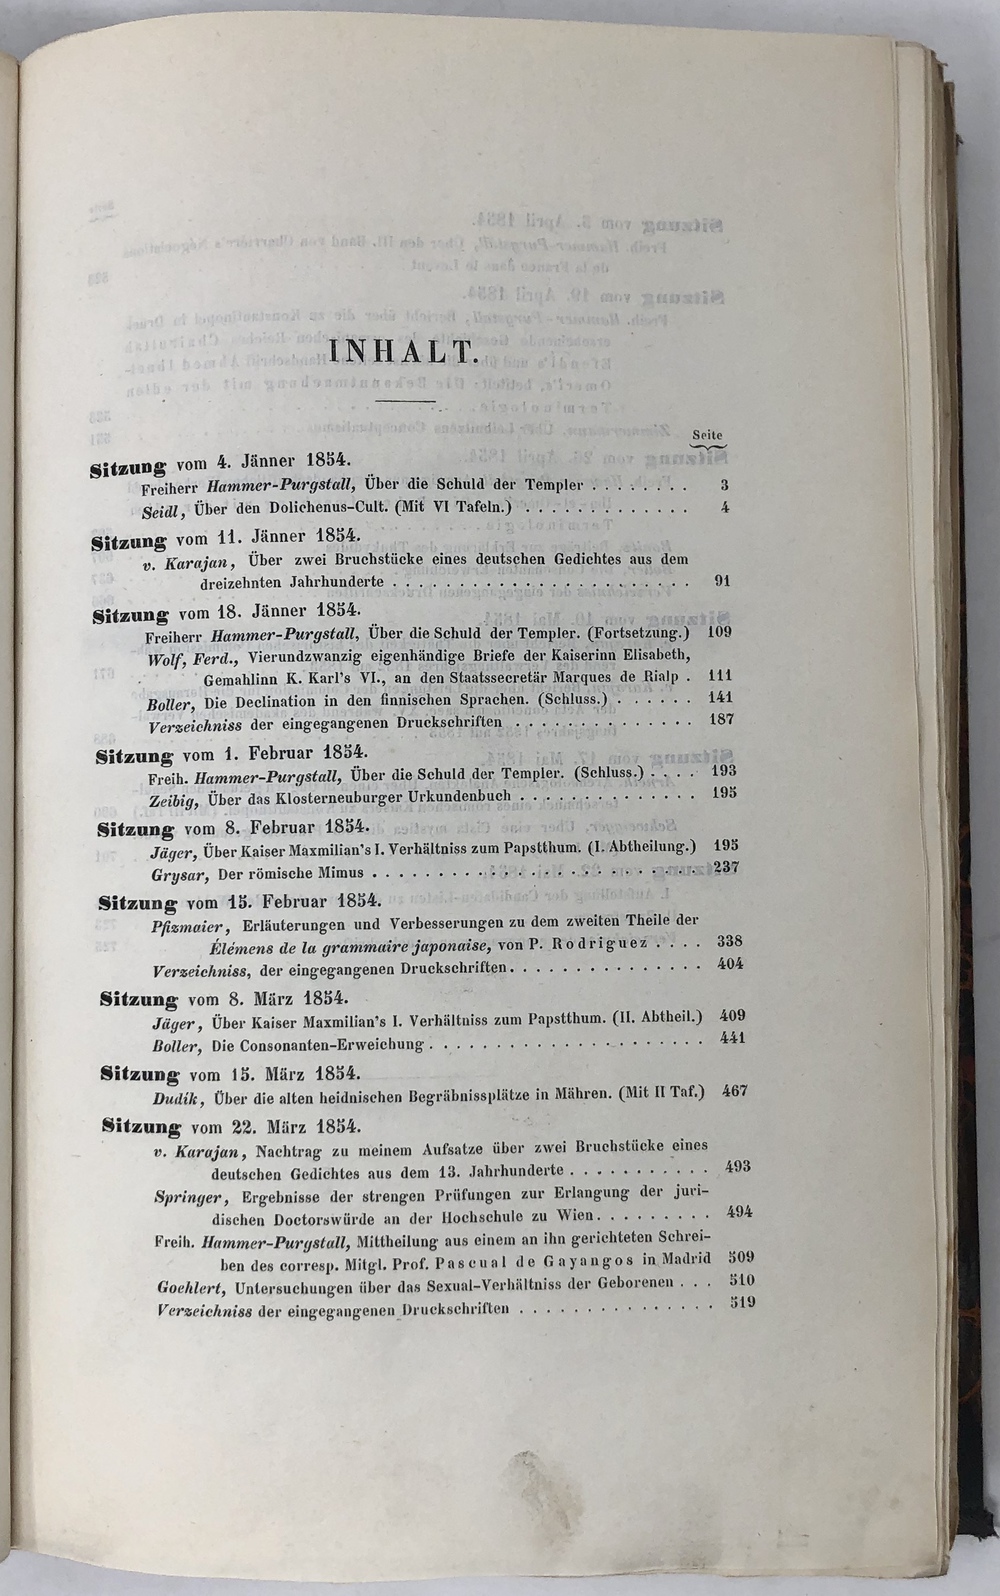 INHALT.
Seite
Sitzung vom 4. Jänner 1854.
Freiherr Hammer-Purgstall, Über die Schuld der Templer . . . . . . . . 3
Seidl, Über den Dolichenus-Cult. (Mit VI Tafeln.) . . . . . . . . . . . . . 4
Sitzung vom 11. Jänner 1854.
v. Karajan, Über zwei Bruchstücke eines deutschen Gedichtes aus dem
dreizehnten Jahrhunderte . . . . . . . . . . . . . . . . . . . . . . . 91
Sitzung vom 18. Jänner 1854.
Freiherr Hammer-Purgstall, Über die Schuld der Templer. (Fortsetzung.) 109
Wolf, Ferd., Vierundzwanzig eigenhändige Briefe der Kaiserinn Elisabeth,
Gemahlinn K. Karl's VI., an den Staatssecretär Marques de Rialp . 111
Boller, Die Declination in den finnischen Sprachen. (Schluss.) . . . . . . 141
Verzeichniss der eingegangenen Druckschriften . . . . . . . . . . . . . . 187
Sitzung vom 1. Februar 1854.
Freih. Hammer-Purgstall, Über die Schuld der Templer. (Schluss.) . . . . 193
Zeibig, Über das Klosterneuburger Urkundenbuch . . . . . . . . . . . . . 195
Sitzung vom 8. Februar 1854.
Jäger, Über Kaiser Maxmilian's I. Verhältniss zum Papstthum. (I. Abtheilung.) 195
Grysar, Der römische Mimus . . . . . . . . . . . . . . . . . . . . . . . . . 237
Sitzung vom 15. Februar 1854.
Pfizmaier, Erläuterungen und Verbesserungen zu dem zweiten Theile der
Élémens de la grammaire japonaise, von P. Rodriguez . . . . 338
Verzeichniss, der eingegangenen Druckschriften. . . . . . . . . . . . . . . 404
Sitzung vom 8. März 1854.
Jäger, Über Kaiser Maxmilian's I. Verhältniss zum Papstthum. (II. Abtheil.) 409
Boller, Die Consonanten-Erweichung . . . . . . . . . . . . . . . . . . . . . 441
Sitzung vom 15. März 1854.
Dudík, Über die alten heidnischen Begräbnissplätze in Mähren. (Mit II Taf.) 467
Sitzung vom 22. März 1854.
v. Karajan, Nachtrag zu meinem Aufsatze über zwei Bruchstücke eines
deutschen Gedichtes aus dem 13. Jahrhunderte . . . . . . . . . . . 493
Springer, Ergebnisse der strengen Prüfungen zur Erlangung der juri-
dischen Doctorswürde an der Hochschule zu Wien. . . . . . . . . 494
Freih. Hammer-Purgstall, Mittheilung aus einem an ihn gerichteten Schrei-
ben des corresp. Mitgl. Prof. Pascual de Gayangos in Madrid 509
Goehlert, Untersuchungen über das Sexual-Verhältniss der Geborenen . . . 510
Verzeichniss der eingegangenen Druckschriften . . . . . . . . . . . . . . . 519